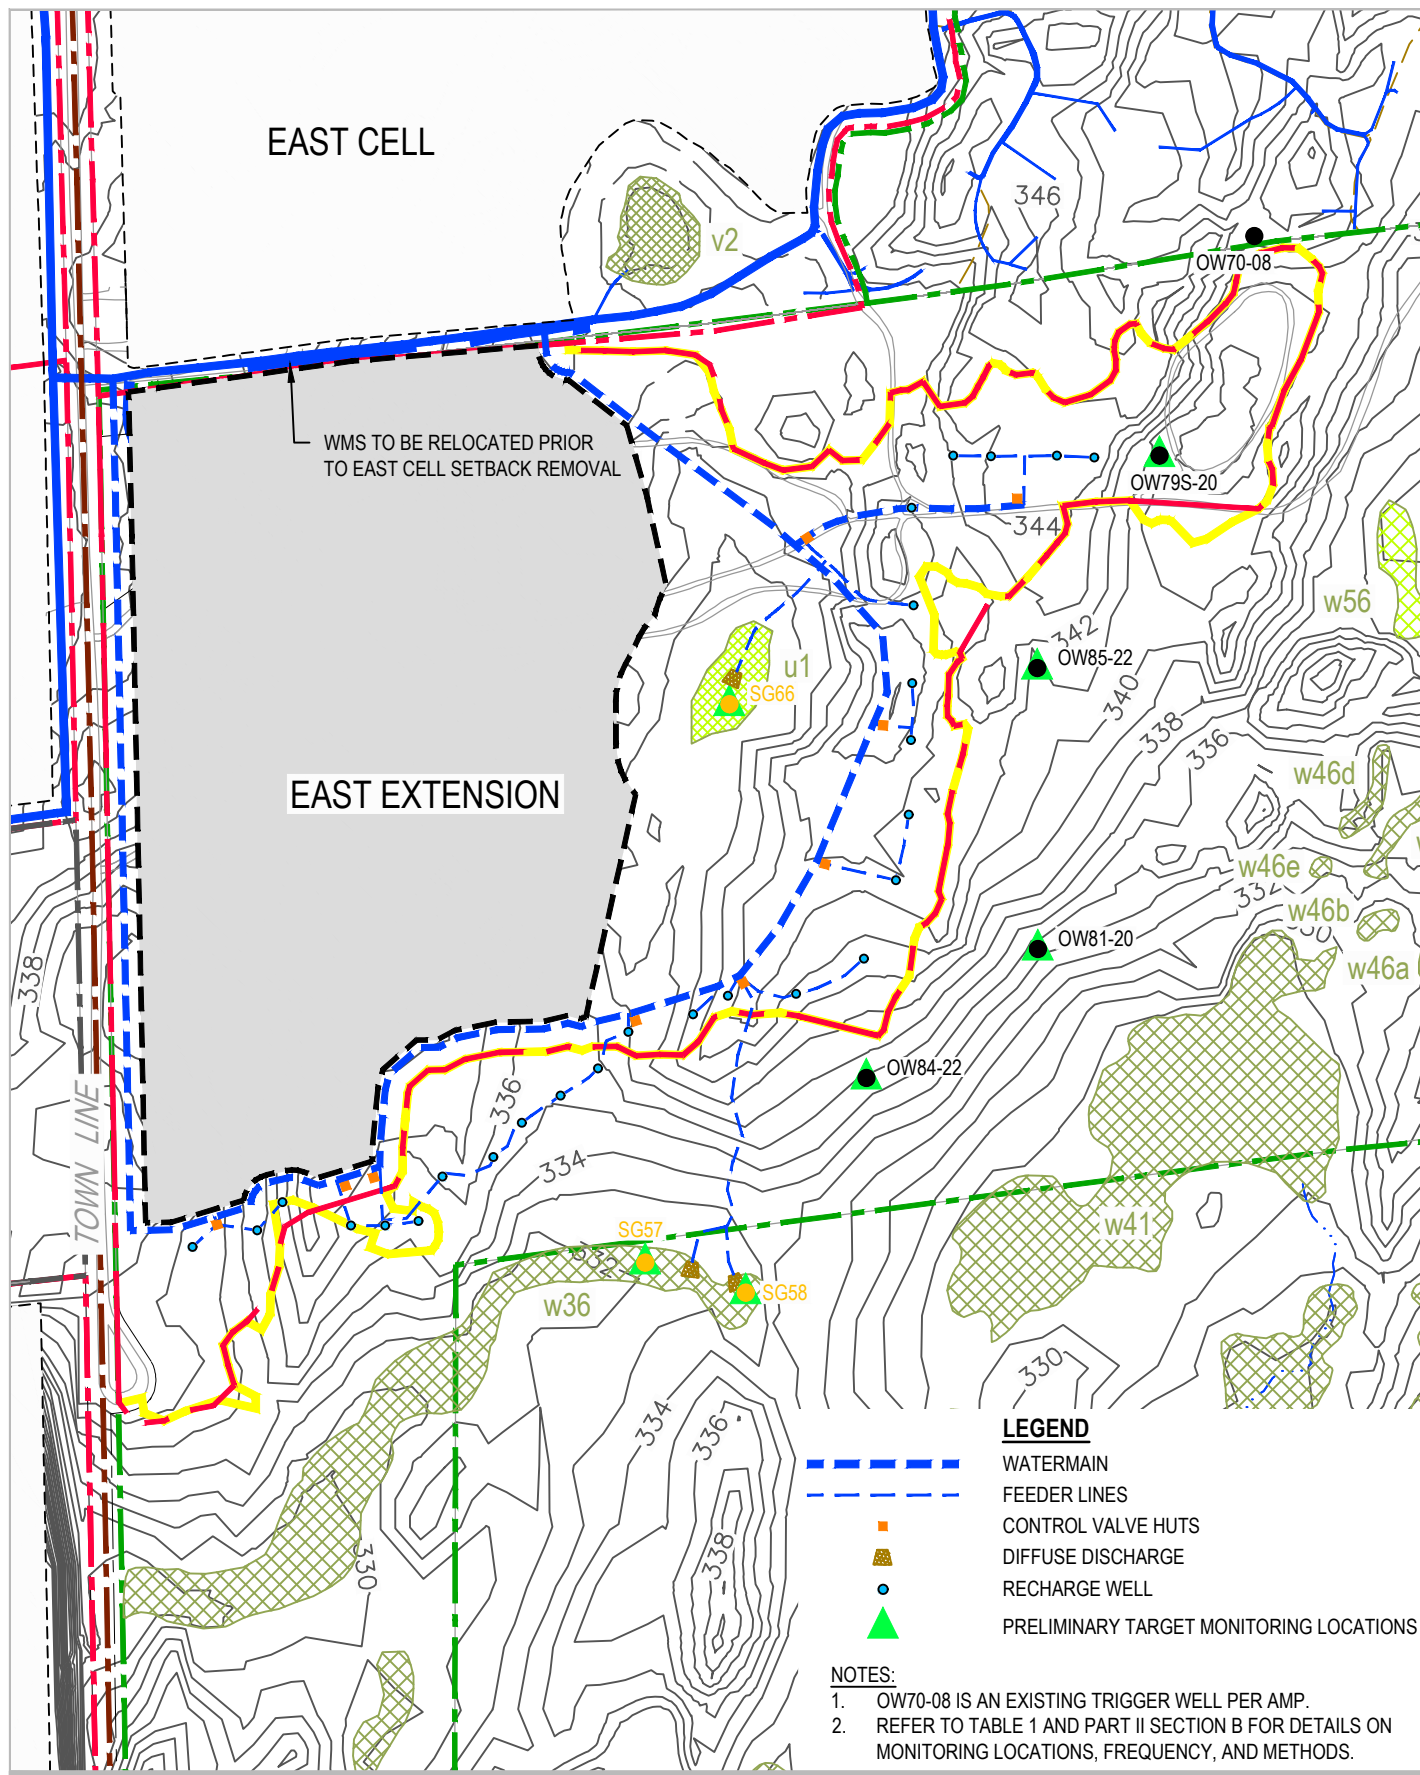 EAST CELL
v2
346
OW70-08
WMS TO BE RELOCATED PRIOR
TO EAST CELL SETBACK REMOVAL
OW79S-20
344
w56
342
OW85-22
u1
SG66
340
338
336
w46d
EAST EXTENSION
w46e
332
w46b
330
OW81-20
w46a
338
OW84-22
336
334
TOWN LINE
w41
SG57
332
SG58
w36
330
334
336
338
330
LEGEND
WATERMAIN
FEEDER LINES
CONTROL VALVE HUTS
DIFFUSE DISCHARGE
RECHARGE WELL
PRELIMINARY TARGET MONITORING LOCATIONS
NOTES:
1. OW70-08 IS AN EXISTING TRIGGER WELL PER AMP.
2. REFER TO TABLE 1 AND PART II SECTION B FOR DETAILS ON
MONITORING LOCATIONS, FREQUENCY, AND METHODS.